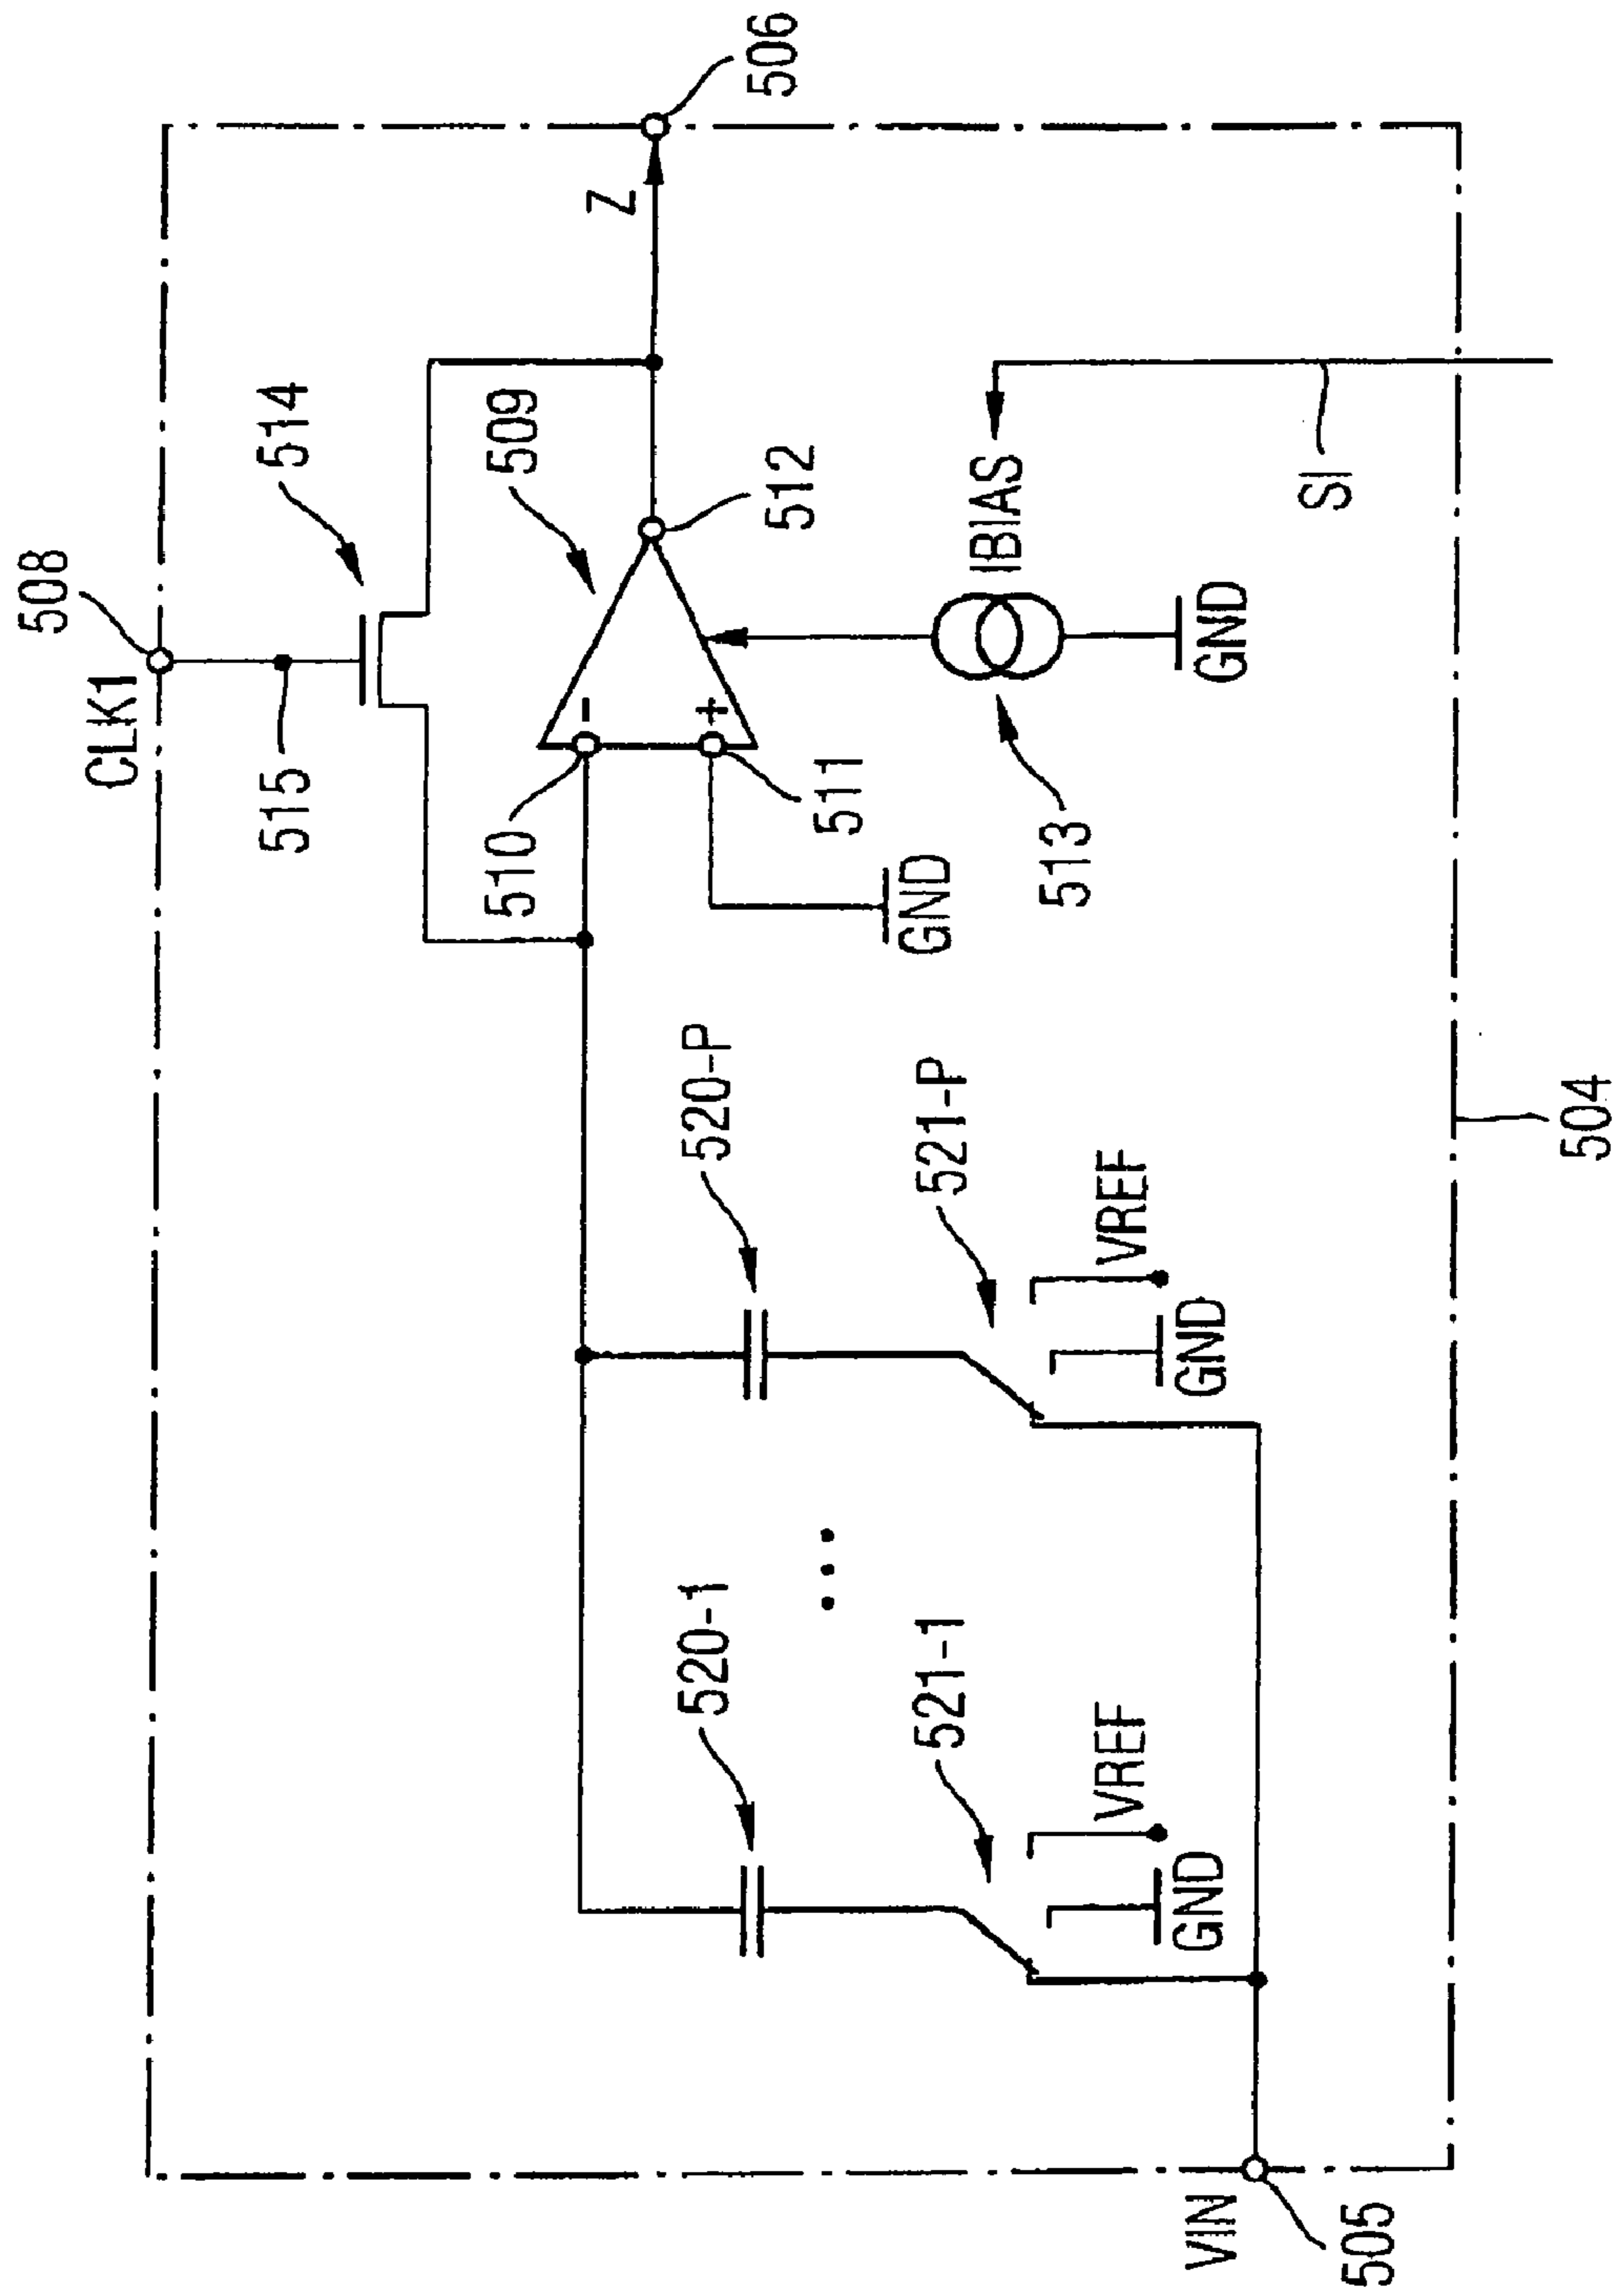 508
CLK1
515
514
506
Z
509
510
512
-
+
511
GND
IBIAS
513
GND
SI
520-1
520-P
521-1
521-P
VREF
GND
VREF
GND
VIN
505
504